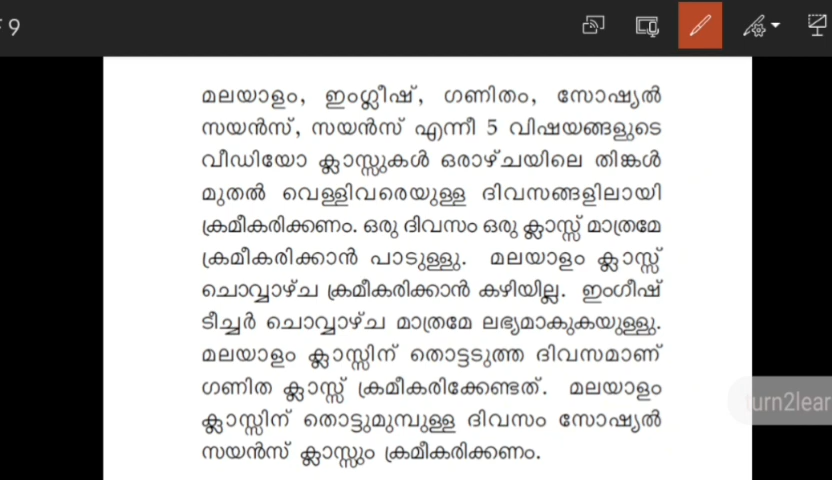 9
മലയാളം, ഇംഗ്ലീഷ്, ഗണിതം, സോഷ്യൽ
സയൻസ്, സയൻസ് എന്നീ 5 വിഷയങ്ങളുടെ
വീഡിയോ ക്ലാസ്സുകൾ ഒരാഴ്ചയിലെ തിങ്കൾ
മുതൽ വെള്ളിവരെയുള്ള ദിവസങ്ങളിലായി
ക്രമീകരിക്കണം. ഒരു ദിവസം ഒരു ക്ലാസ്സ് മാത്രമേ
ക്രമീകരിക്കാൻ പാടുള്ളു. മലയാളം ക്ലാസ്സ്
ചൊവ്വാഴ്ച ക്രമീകരിക്കാൻ കഴിയില്ല. ഇംഗീഷ്
ടീച്ചർ ചൊവ്വാഴ്ച മാത്രമേ ലഭ്യമാകുകയുള്ളു.
മലയാളം ക്ലാസ്സിന് തൊട്ടടുത്ത ദിവസമാണ്
ഗണിത ക്ലാസ്സ് ക്രമീകരിക്കേണ്ടത്. മലയാളം
turn2lear
ക്ലാസ്സിന് തൊട്ടുമുമ്പുള്ള ദിവസം സോഷ്യൽ
സയൻസ് ക്ലാസ്സും ക്രമീകരിക്കണം.